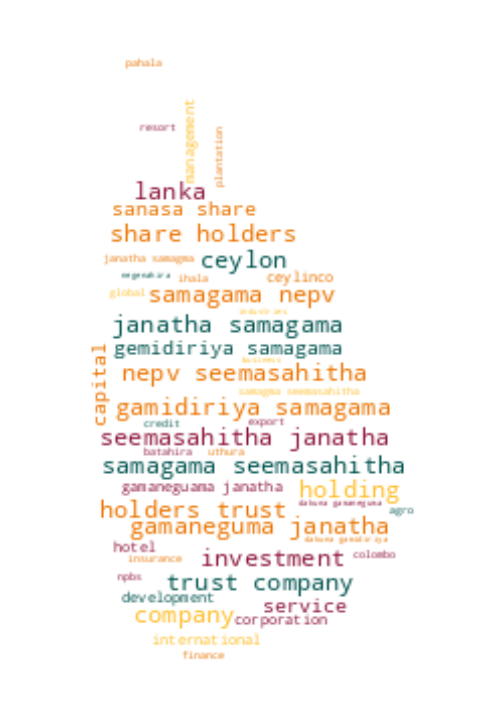 pahala
management
resort
plantation
lanka
sanasa share
share holders
janatha samagma
ceylon
negenahira
ihala
ceylinco
global
samagama nepv
industries
janatha samagama
gemidiriya samagama
business
capital
nepv seemasahitha
samagma seemasahitha
gamidiriya samagama
credit
export
seemasahitha janatha
batahira
uthura
samagama seemasahitha
gamaneguama janatha
holding
dakuna gamaneguma
holders trust
agro
gamaneguma janatha
dakuna gamidiriya
hotel
insurance
investment
colombo
npbs
trust company
development
service
company
corporation
international
finance